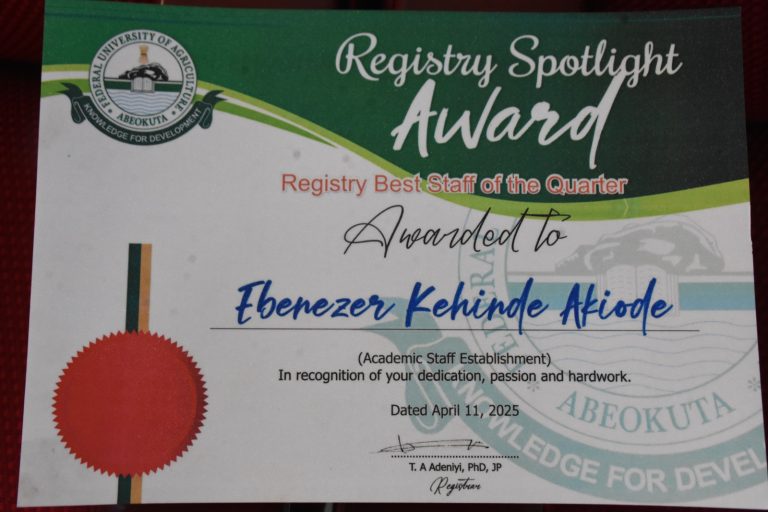 FEDERAL UNIVERSITY OF AGRICULTURE
ABEOKUTA
KNOWLEDGE FOR DEVELOPMENT
Registry Spotlight
Award
Registry Best Staff of the Quarter
Awarded to
Ebenezer Kehinde Akiode
(Academic Staff Establishment)
In recognition of your dedication, passion and hardwork.
Dated April 11, 2025
T. A Adeniyi, PhD, JP
Registrar
FEDERAL
ABEOKUTA
KNOWLEDGE FOR DEVEL